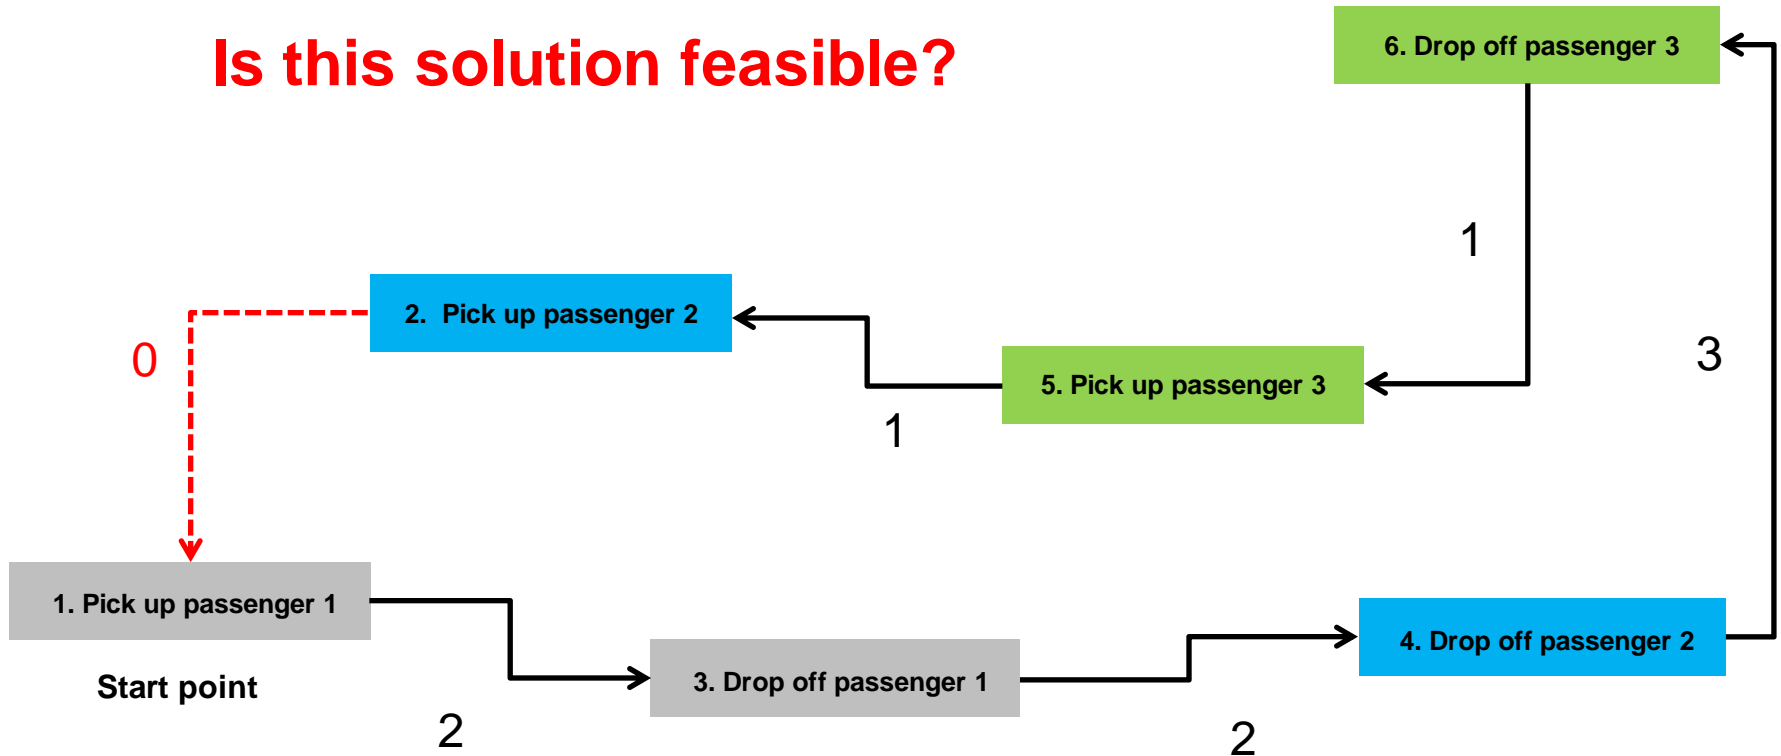 Is this solution feasible?
6. Drop off passenger 3
1
2. Pick up passenger 2
0
3
5. Pick up passenger 3
1
1. Pick up passenger 1
4. Drop off passenger 2
3. Drop off passenger 1
Start point
2
2